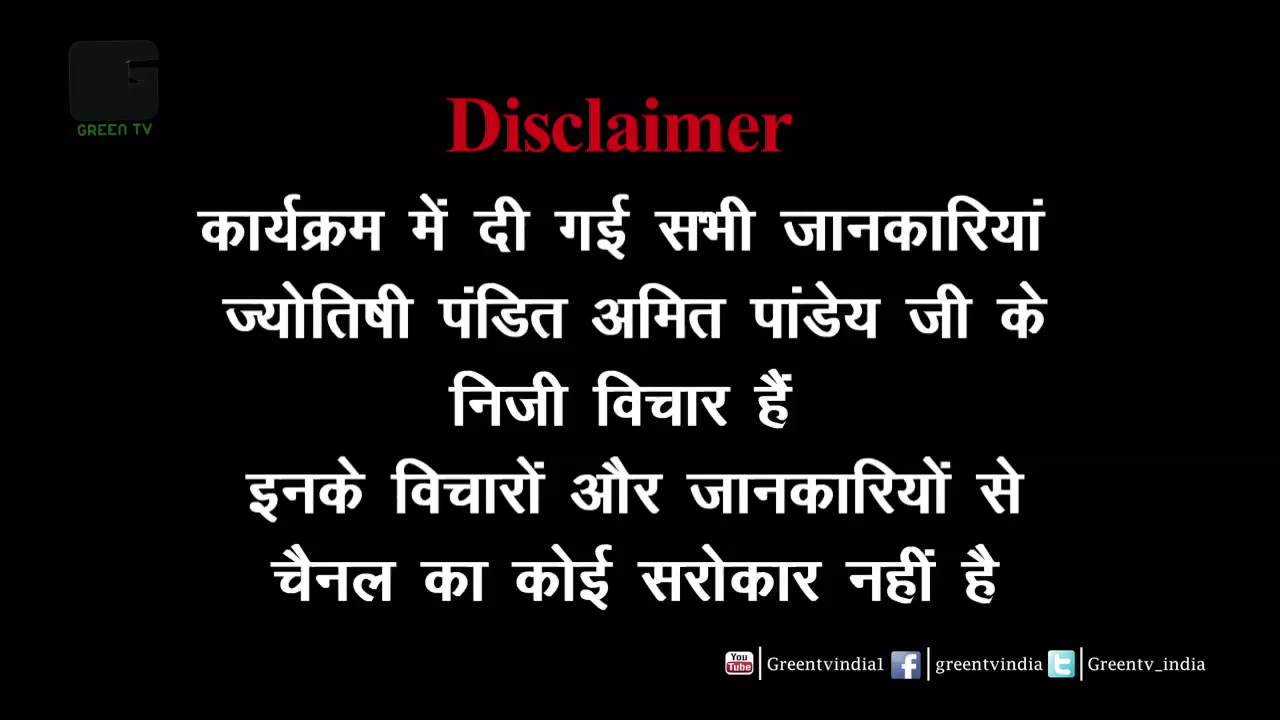 GREEN TV
Disclaimer
कार्यक्रम में दी गई सभी जानकारियां
ज्योतिषी पंडित अमित पांडेय जी के
निजी विचार हैं
इनके विचारों और जानकारियों से
चैनल का कोई सरोकार नहीं है
You Tube Greentvindia1 f greentvindia t Greentv_india